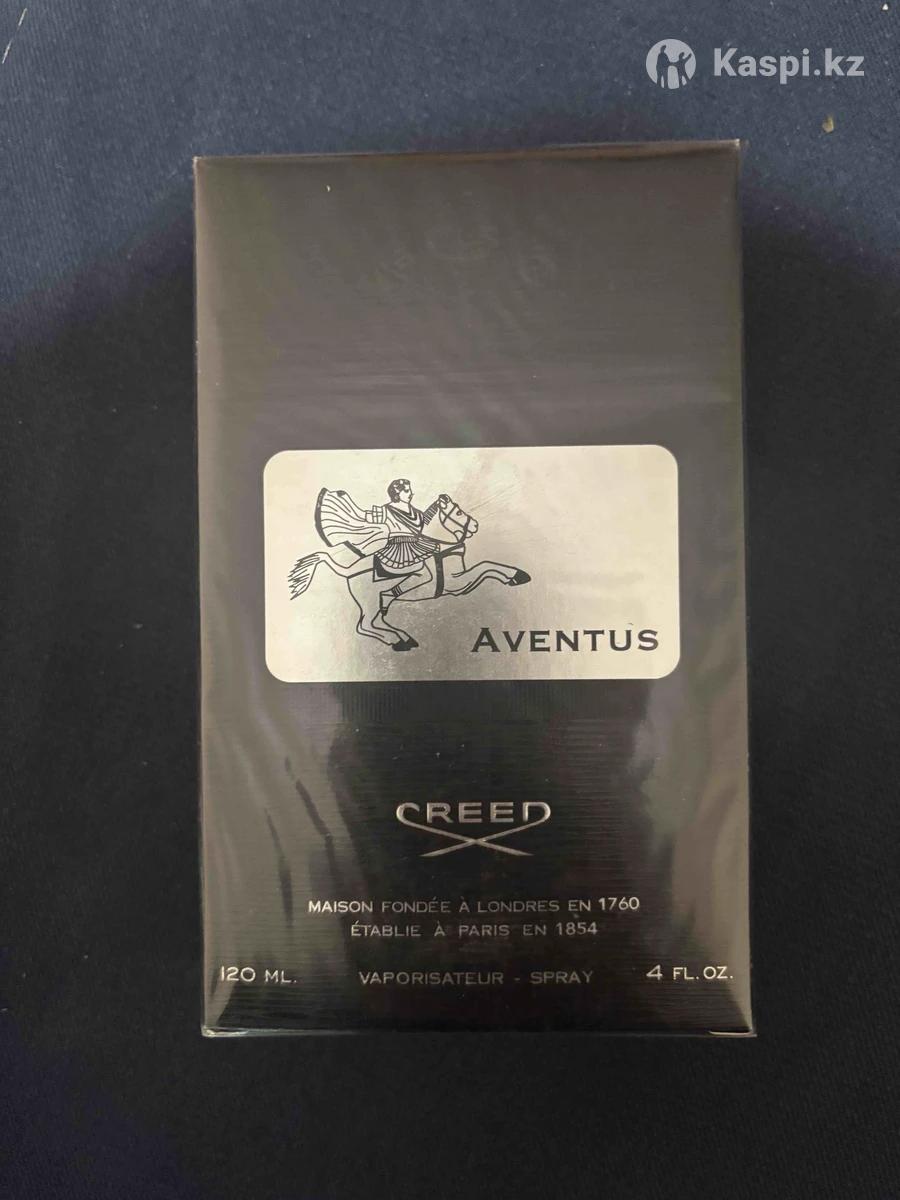 Kaspi.kz
AVENTUS
CREED
MAISON FONDÉE À LONDRES EN 1760
ÉTABLIE À PARIS EN 1854
120 ML. VAPORISATEUR - SPRAY 4 FL. OZ.